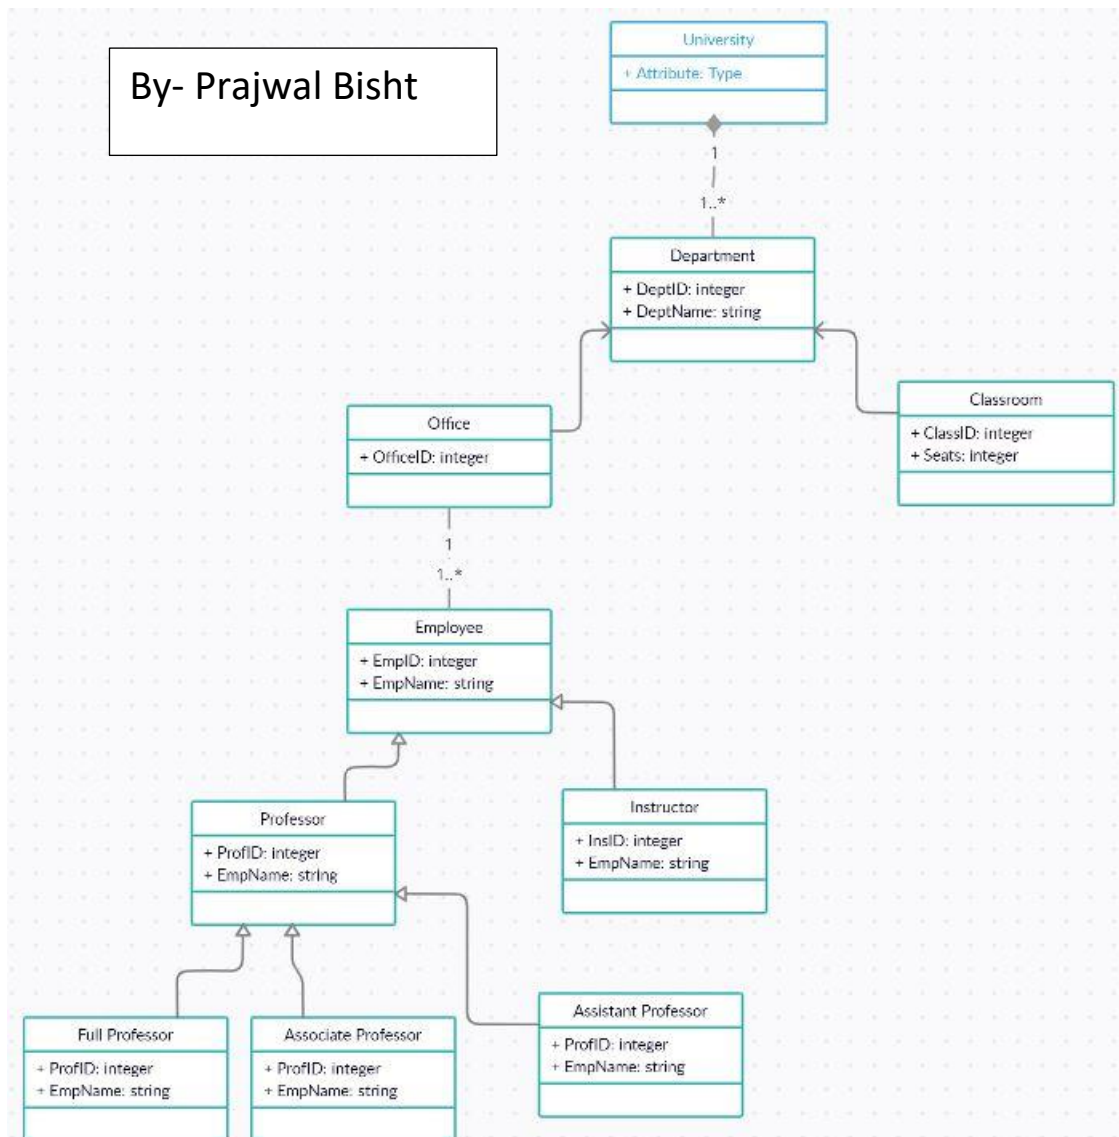 By- Prajwal Bisht
University
+ Attribute: Type
1
1..*
Department
+ DeptID: integer
+ DeptName: string
Classroom
+ ClassID: integer
+ Seats: integer
Office
+ OfficeID: integer
1
1..*
Employee
+ EmpID: integer
+ EmpName: string
Professor
+ ProfID: integer
+ EmpName: string
Instructor
+ InsID: integer
+ EmpName: string
Full Professor
+ ProfID: integer
+ EmpName: string
Associate Professor
+ ProfID: integer
+ EmpName: string
Assistant Professor
+ ProfID: integer
+ EmpName: string